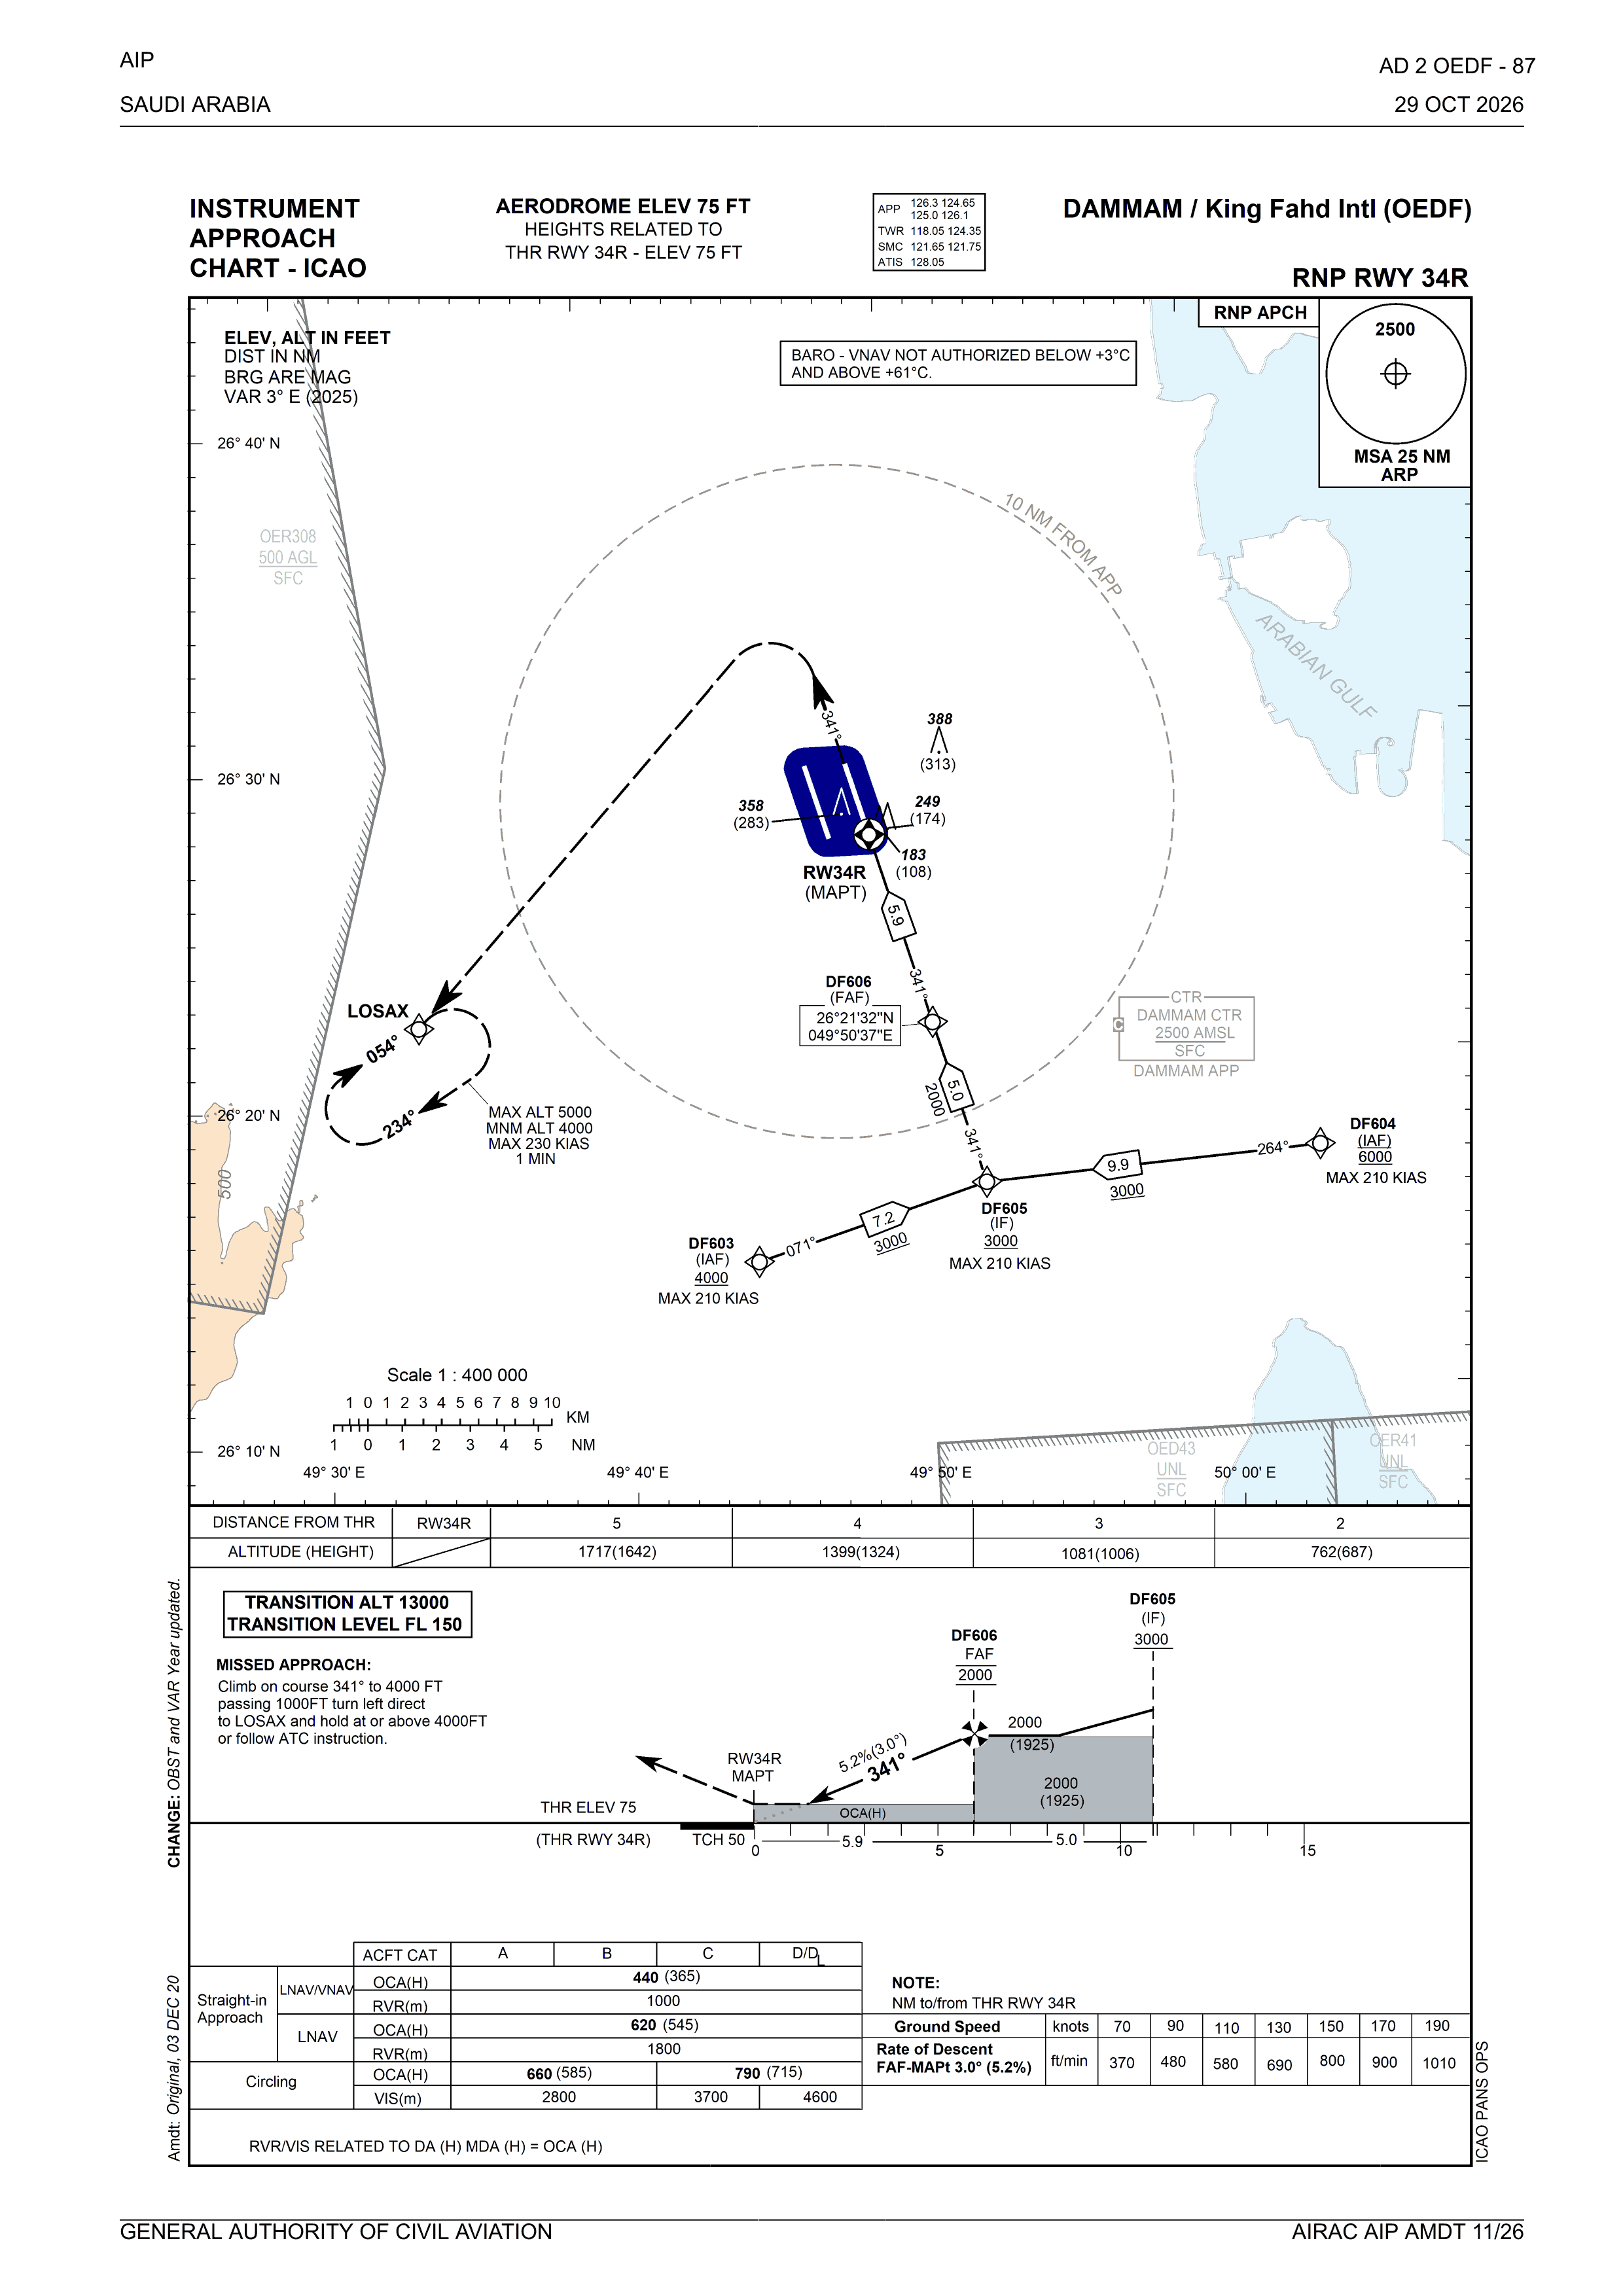 AIP
AD 2 OEDF - 87
SAUDI ARABIA
29 OCT 2026
INSTRUMENT
APPROACH
CHART - ICAO
AERODROME ELEV 75 FT
HEIGHTS RELATED TO
THR RWY 34R - ELEV 75 FT
APP 126.3 124.65
125.0 126.1
TWR 118.05 124.35
SMC 121.65 121.75
ATIS 128.05
DAMMAM / King Fahd Intl (OEDF)
RNP RWY 34R
ELEV, ALT IN FEET
DIST IN NM
BRG ARE MAG
VAR 3° E (2025)
BARO - VNAV NOT AUTHORIZED BELOW +3°C
AND ABOVE +61°C.
RNP APCH
2500
MSA 25 NM
ARP
26° 40' N
10 NM FROM APP
OER308
500 AGL
SFC
ARABIAN GULF
341°
388
(313)
26° 30' N
358
(283)
249
(174)
183
(108)
RW34R
(MAPT)
5.9
341°
DF606
(FAF)
26°21'32"N
049°50'37"E
LOSAX
054°
234°
CTR
DAMMAM CTR
C
2500 AMSL
SFC
DAMMAM APP
5.0
2000
341°
26° 20' N
MAX ALT 5000
MNM ALT 4000
MAX 230 KIAS
1 MIN
DF604
(IAF)
6000
MAX 210 KIAS
264°
9.9
3000
500
DF605
(IF)
3000
MAX 210 KIAS
7.2
3000
071°
DF603
(IAF)
4000
MAX 210 KIAS
Scale 1 : 400 000
1 0 1 2 3 4 5 6 7 8 9 10
KM
1 0 1 2 3 4 5 NM
26° 10' N
OED43
UNL
SFC
OER41
UNL
SFC
49° 30' E
49° 40' E
49° 50' E
50° 00' E
DISTANCE FROM THR RW34R 5 4 3 2
ALTITUDE (HEIGHT) 1717(1642) 1399(1324) 1081(1006) 762(687)
TRANSITION ALT 13000
TRANSITION LEVEL FL 150
MISSED APPROACH:
Climb on course 341° to 4000 FT
passing 1000FT turn left direct
to LOSAX and hold at or above 4000FT
or follow ATC instruction.
DF605
(IF)
3000
DF606
FAF
2000
2000
(1925)
2000
(1925)
5.2%(3.0°)
341°
RW34R
MAPT
OCA(H)
THR ELEV 75
(THR RWY 34R)
TCH 50
5.9
5.0
0 5 10 15
CHANGE: OBST and VAR Year updated.
Amdt: Original, 03 DEC 20
ACFT CAT A B C D/DL
Straight-in
Approach
LNAV/VNAV
OCA(H) 440 (365)
RVR(m) 1000
LNAV
OCA(H) 620 (545)
RVR(m) 1800
Circling
OCA(H) 660 (585) 790 (715)
VIS(m) 2800 3700 4600
NOTE:
NM to/from THR RWY 34R
Ground Speed knots 70 90 110 130 150 170 190
Rate of Descent
FAF-MAPt 3.0° (5.2%)
ft/min 370 480 580 690 800 900 1010
RVR/VIS RELATED TO DA (H) MDA (H) = OCA (H)
ICAO PANS OPS
GENERAL AUTHORITY OF CIVIL AVIATION
AIRAC AIP AMDT 11/26